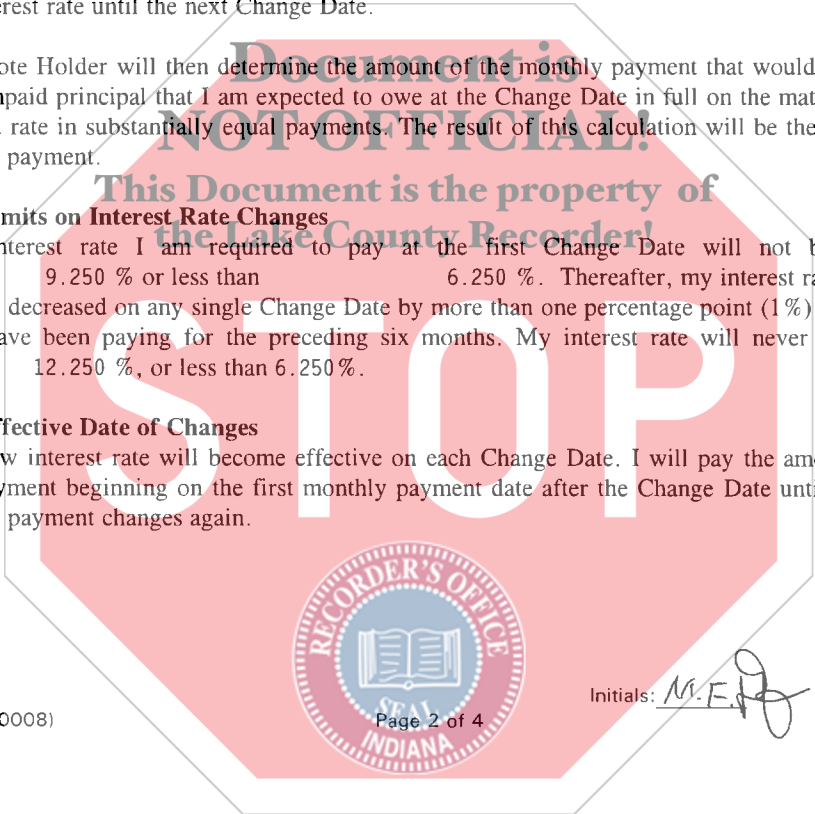 erest rate until the next Change Date.
Document is
ote Holder will then determine the amount of the monthly payment that would
npaid principal that I am expected to owe at the Change Date in full on the mat
rate in substantially equal payments. The result of this calculation will be the
NOT OFFICIAL!
payment.
This Document is the property of
mits on Interest Rate Changes
the Lake County Recorder!
nterest rate I am required to pay at the first Change Date will not b
9.250 % or less than 6.250 %. Thereafter, my interest ra
decreased on any single Change Date by more than one percentage point (1%)
ave been paying for the preceding six months. My interest rate will never
12.250 %, or less than 6.250%.
STOP
ffective Date of Changes
w interest rate will become effective on each Change Date. I will pay the am
yment beginning on the first monthly payment date after the Change Date unti
payment changes again.
RECORDER'S OFFICE
SEAL
INDIANA
Initials: M.E.
0008)
Page 2 of 4